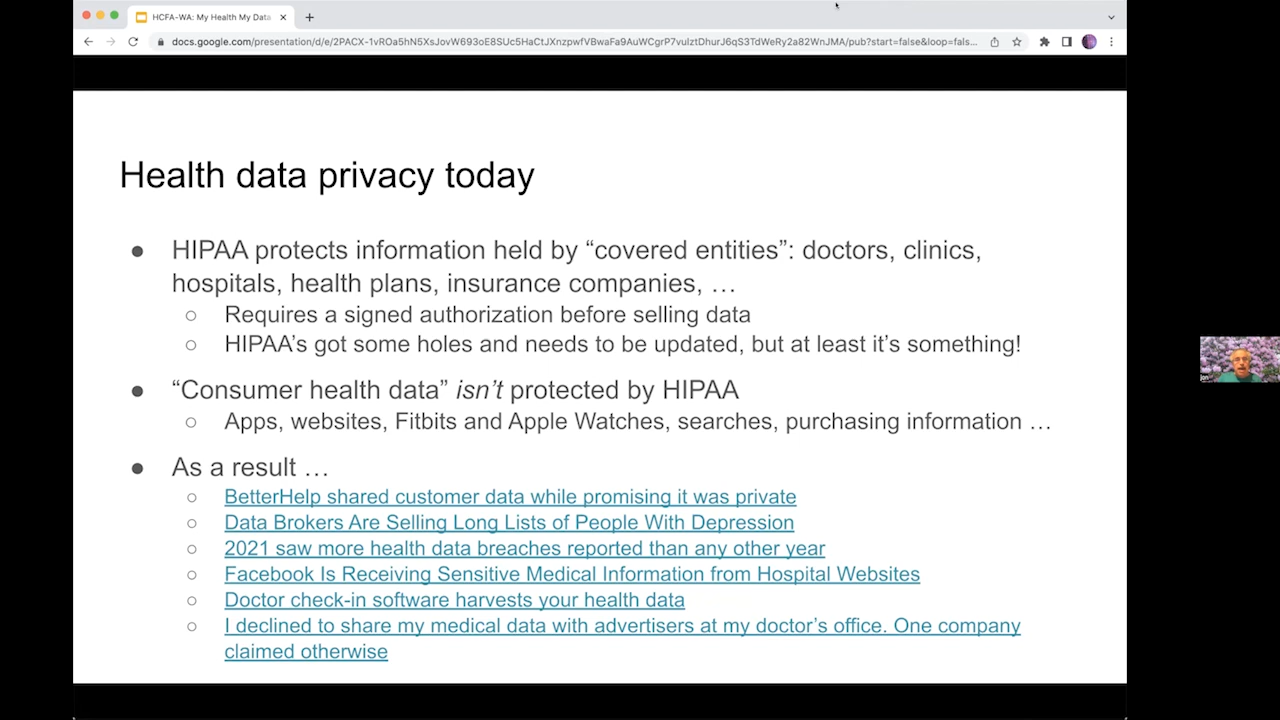 HCFA-WA: My Health My Data
docs.google.com/presentation/d/e/2PACX-1vROa5hN5XsJovW693oE8SUc5HaCtJXnzpwfVBwaFa9AuWCgrP7vuIztDhurJ6qS3TdWeRy2a82WnJMA/pub?start=false&loop=fals...
Health data privacy today
● HIPAA protects information held by “covered entities”: doctors, clinics,
hospitals, health plans, insurance companies, …
○ Requires a signed authorization before selling data
○ HIPAA’s got some holes and needs to be updated, but at least it’s something!
● “Consumer health data” isn’t protected by HIPAA
○ Apps, websites, Fitbits and Apple Watches, searches, purchasing information …
● As a result …
○ BetterHelp shared customer data while promising it was private
○ Data Brokers Are Selling Long Lists of People With Depression
○ 2021 saw more health data breaches reported than any other year
○ Facebook Is Receiving Sensitive Medical Information from Hospital Websites
○ Doctor check-in software harvests your health data
○ I declined to share my medical data with advertisers at my doctor’s office. One company
claimed otherwise
Jon